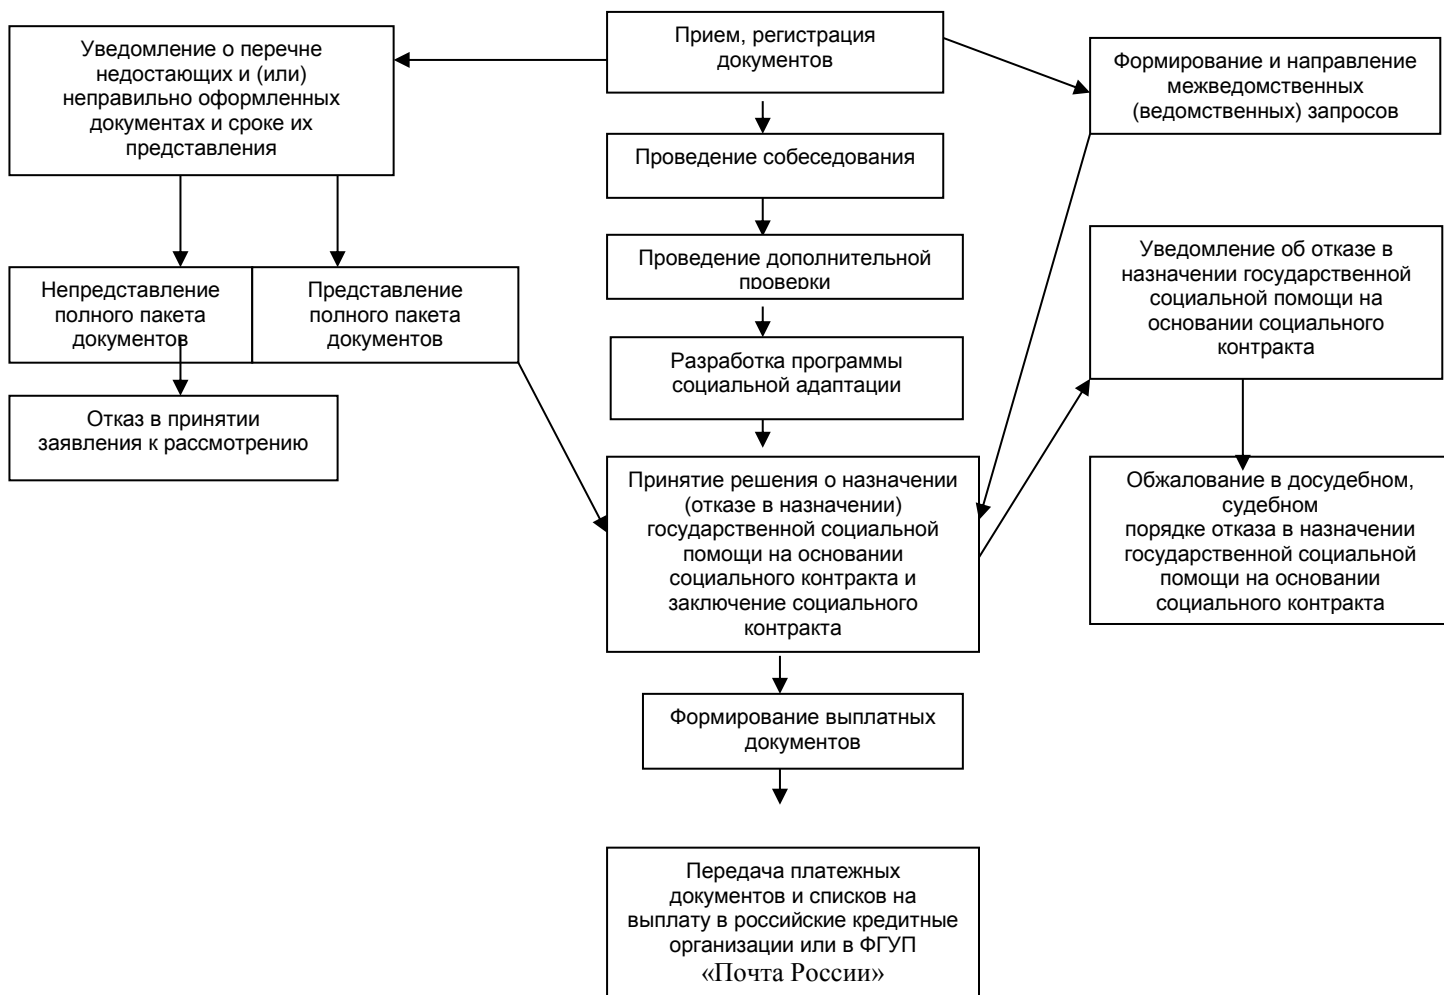 Уведомление о перечне
недостающих и (или)
неправильно оформленных
документах и сроке их
представления
Прием, регистрация
документов
Формирование и направление
межведомственных
(ведомственных) запросов
Проведение собеседования
Проведение дополнительной
проверки
Уведомление об отказе в
назначении государственной
социальной помощи на
основании социального
контракта
Непредставление
полного пакета
документов
Представление
полного пакета
документов
Разработка программы
социальной адаптации
Отказ в принятии
заявления к рассмотрению
Принятие решения о назначении
(отказе в назначении)
государственной социальной
помощи на основании
социального контракта и
заключение социального
контракта
Обжалование в досудебном,
судебном
порядке отказа в назначении
государственной социальной
помощи на основании
социального контракта
Формирование выплатных
документов
Передача платежных
документов и списков на
выплату в российские кредитные
организации или в ФГУП
«Почта России»